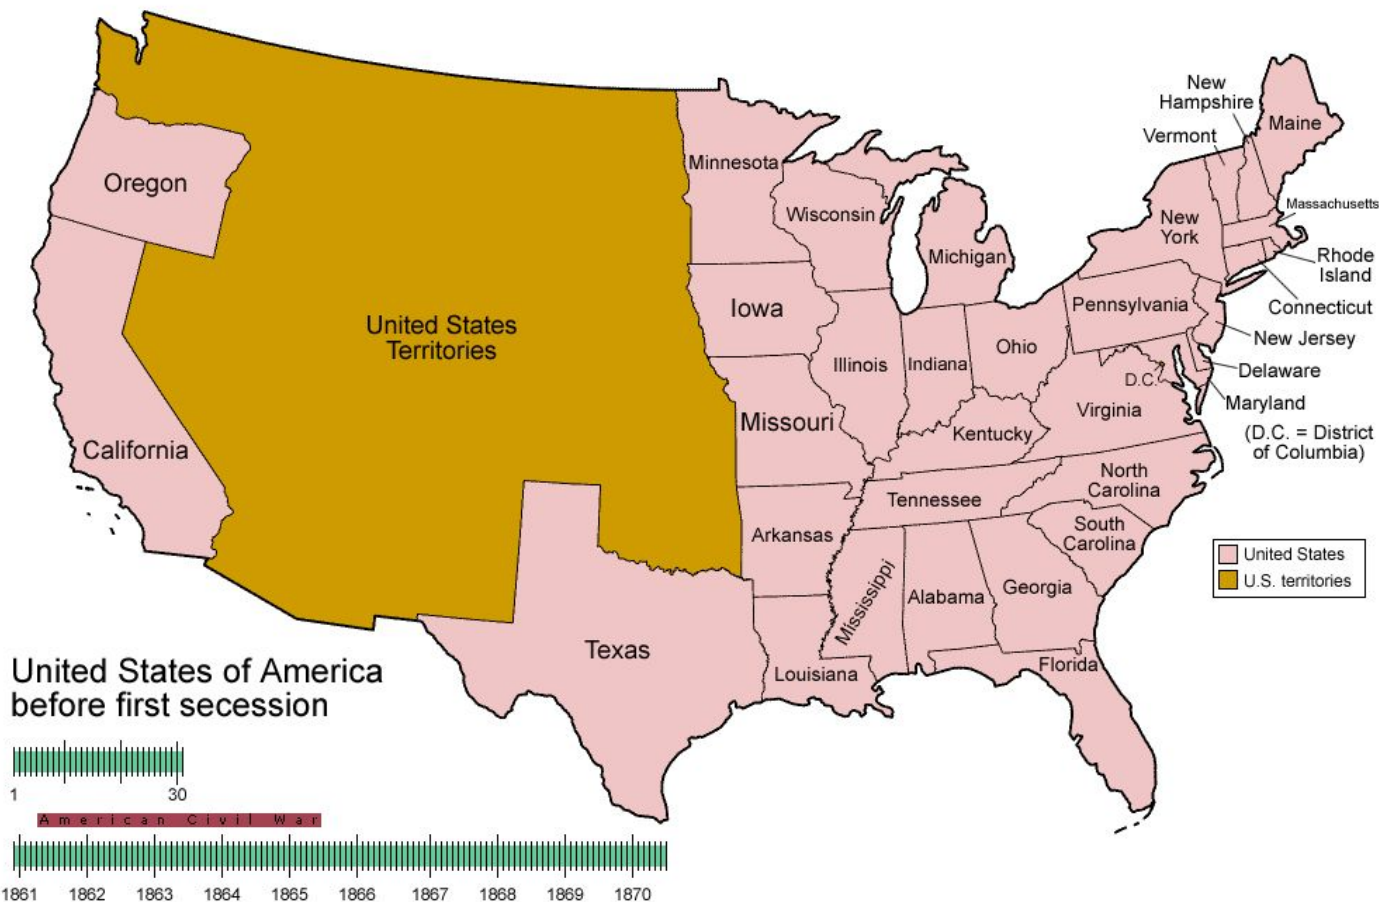 New
Hampshire
Vermont
Maine
Massachusetts
Minnesota
Oregon
Wisconsin
New
York
Michigan
Rhode
Island
Connecticut
Iowa
Pennsylvania
United States
Territories
New Jersey
Ohio
Illinois
Indiana
Delaware
D.C.
Maryland
Virginia
(D.C. = District
of Columbia)
Missouri
Kentucky
California
North
Carolina
Tennessee
South
Carolina
Arkansas
United States
U.S. territories
Mississippi
Alabama
Georgia
Texas
Florida
Louisiana
United States of America
before first secession
1 30
American Civil War
1861 1862 1863 1864 1865 1866 1867 1868 1869 1870